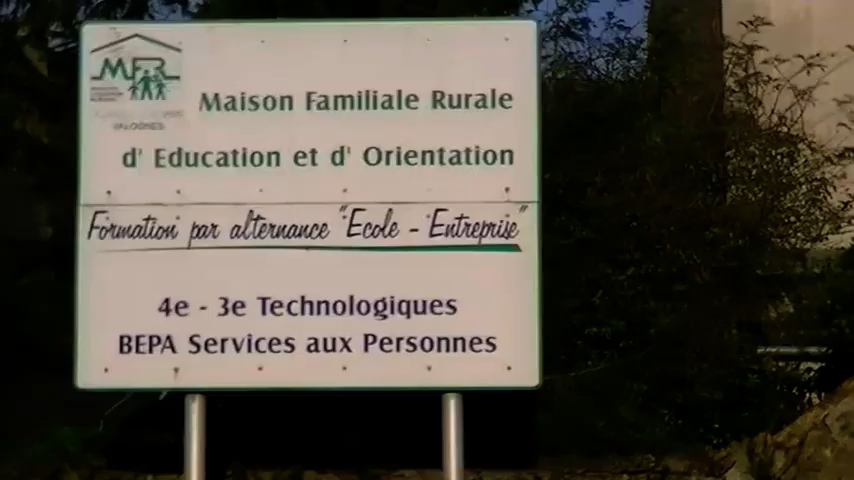 MFR
VALOGNES
Maison Familiale Rurale
d' Education et d' Orientation
Formation par alternance "Ecole - Entreprise"
4e - 3e Technologiques
BEPA Services aux Personnes